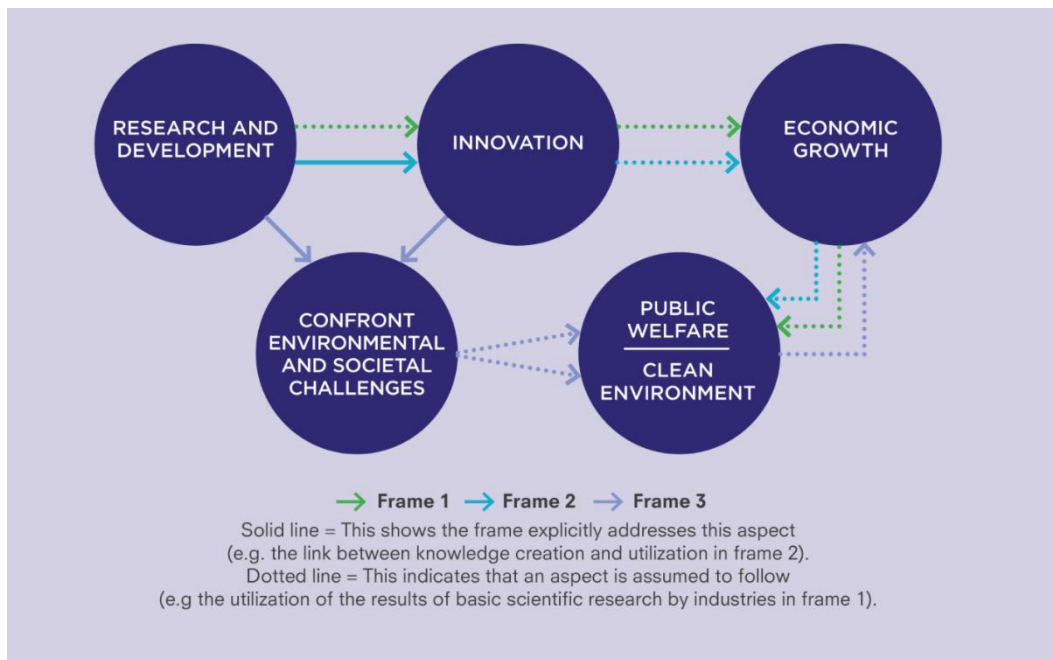 RESEARCH AND
DEVELOPMENT
INNOVATION
ECONOMIC
GROWTH
CONFRONT
ENVIRONMENTAL
AND SOCIETAL
CHALLENGES
PUBLIC
WELFARE
CLEAN
ENVIRONMENT
Frame 1 Frame 2 Frame 3
Solid line = This shows the frame explicitly addresses this aspect
(e.g. the link between knowledge creation and utilization in frame 2).
Dotted line = This indicates that an aspect is assumed to follow
(e.g the utilization of the results of basic scientific research by industries in frame 1).